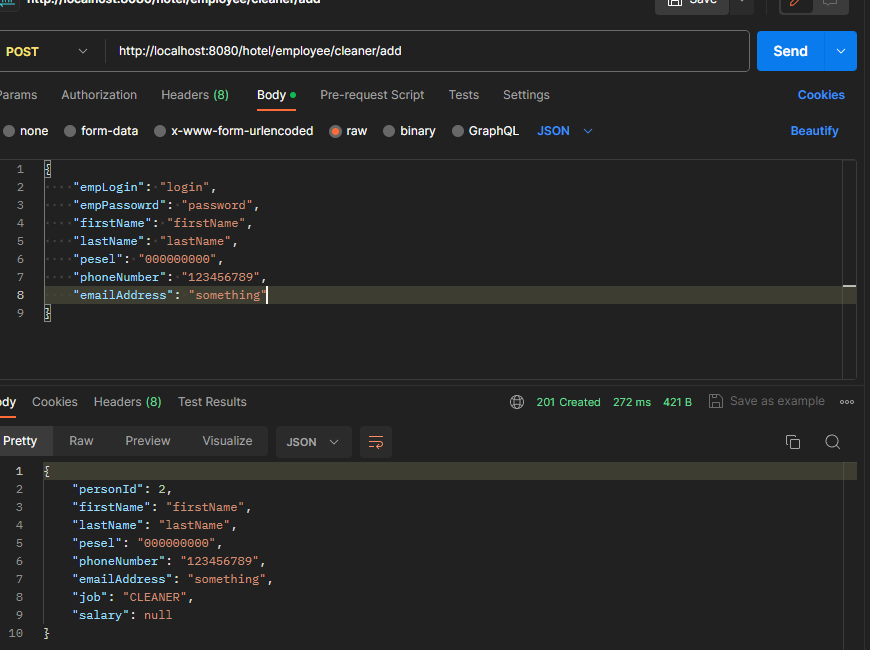 http://localhost:8080/hotel/employee/cleaner/add
Save
POST
http://localhost:8080/hotel/employee/cleaner/add
Send
Params Authorization Headers (8) Body Pre-request Script Tests Settings Cookies
none form-data x-www-form-urlencoded raw binary GraphQL JSON Beautify
1 {
2 "empLogin": "login",
3 "empPassowrd": "password",
4 "firstName": "firstName",
5 "lastName": "lastName",
6 "pesel": "000000000",
7 "phoneNumber": "123456789",
8 "emailAddress": "something"
9 }
Body Cookies Headers (8) Test Results 201 Created 272 ms 421 B Save as example
Pretty Raw Preview Visualize JSON
1 {
2 "personId": 2,
3 "firstName": "firstName",
4 "lastName": "lastName",
5 "pesel": "000000000",
6 "phoneNumber": "123456789",
7 "emailAddress": "something",
8 "job": "CLEANER",
9 "salary": null
10 }